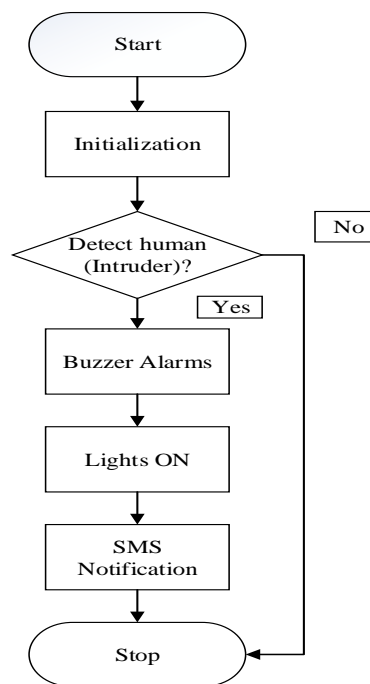 Start
Initialization
Detect human
(Intruder)?
No
Yes
Buzzer Alarms
Lights ON
SMS
Notification
Stop